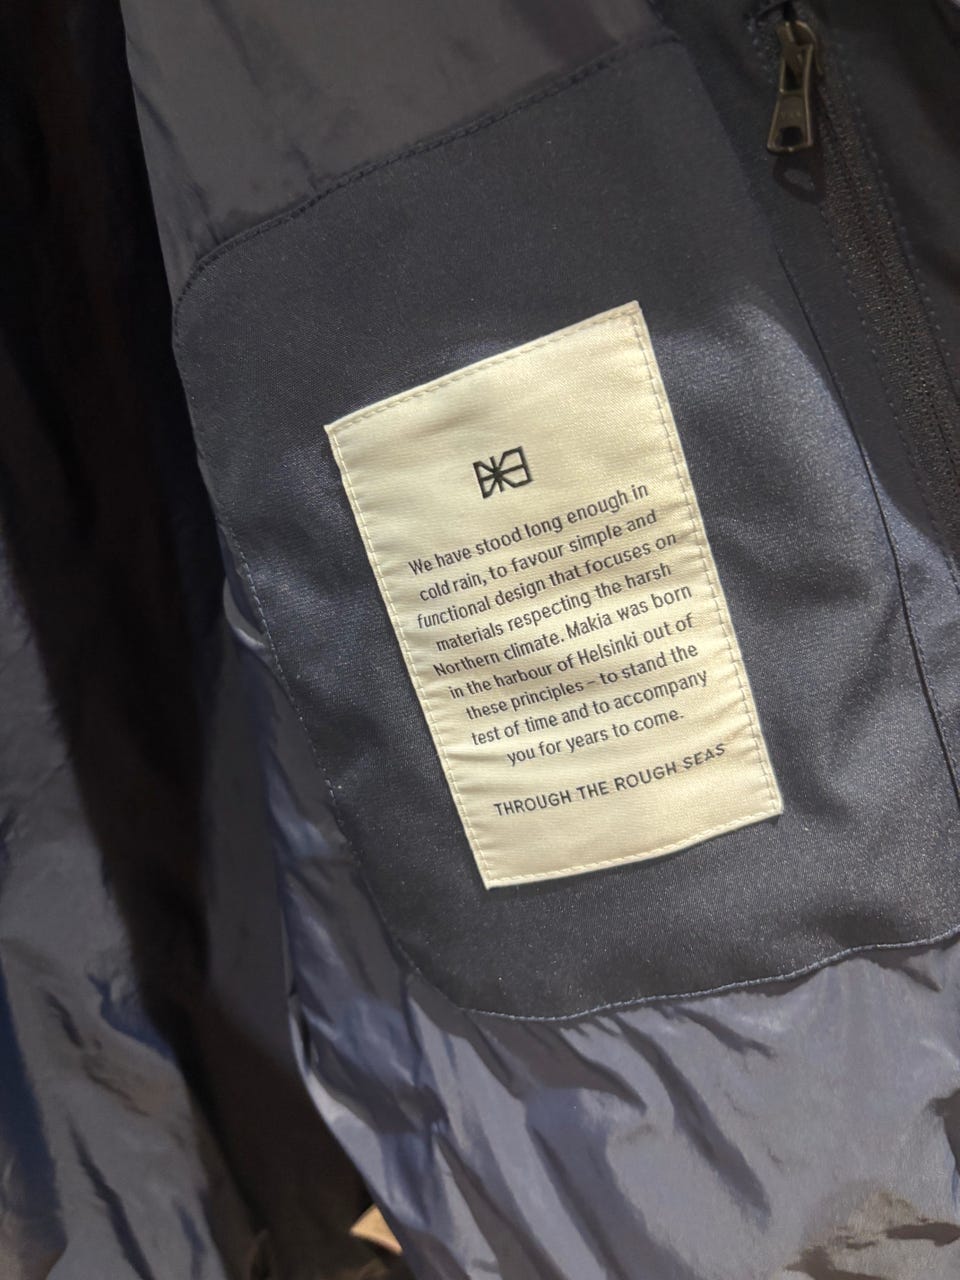 We have stood long enough in
cold rain, to favour simple and
functional design that focuses on
materials respecting the harsh
Northern climate. Makia was born
in the harbour of Helsinki out of
these principles – to stand the
test of time and to accompany
you for years to come.
THROUGH THE ROUGH SEAS